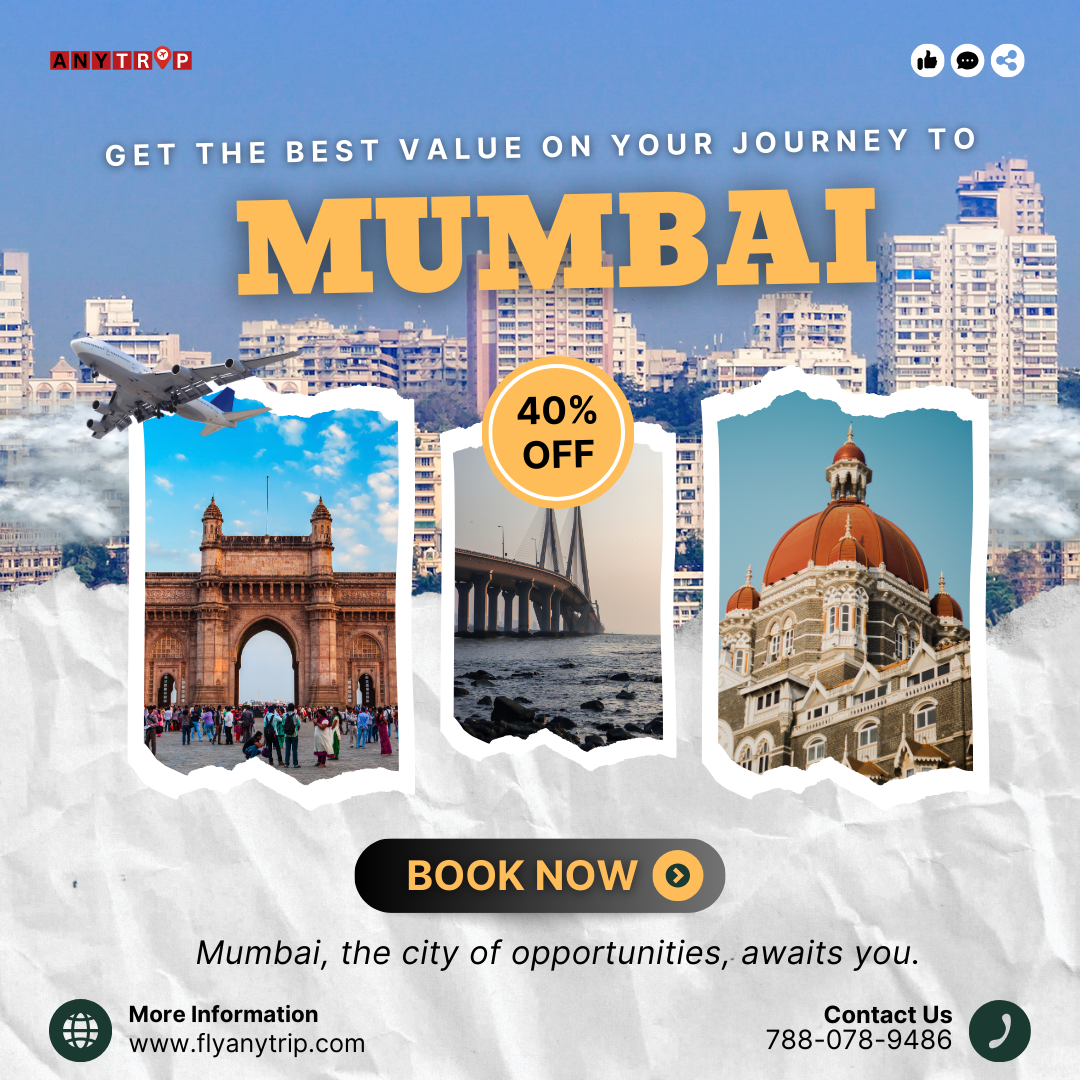 ANYTRIP
GET THE BEST VALUE ON YOUR JOURNEY TO
MUMBAI
40%
OFF
BOOK NOW
Mumbai, the city of opportunities, awaits you.
More Information
www.flyanytrip.com
Contact Us
788-078-9486